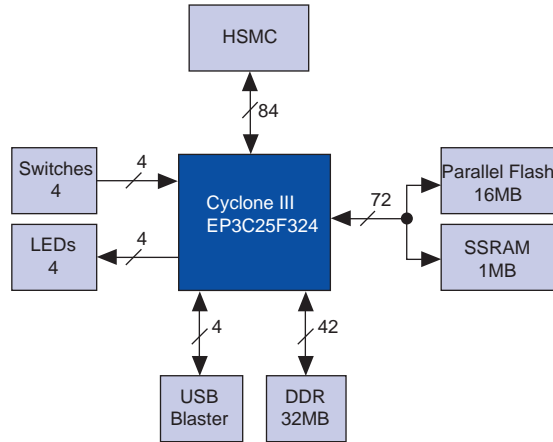 HSMC
84
Switches
4
4
Cyclone III
EP3C25F324
72
Parallel Flash
16MB
LEDs
4
4
SSRAM
1MB
4
42
USB
Blaster
DDR
32MB